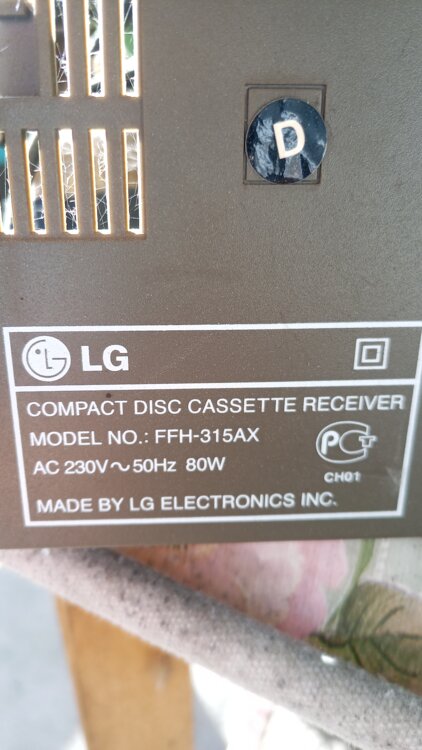 D
LG
COMPACT DISC CASSETTE RECEIVER
MODEL NO.: FFH-315AX
AC 230V～50Hz 80W
CH01
MADE BY LG ELECTRONICS INC.